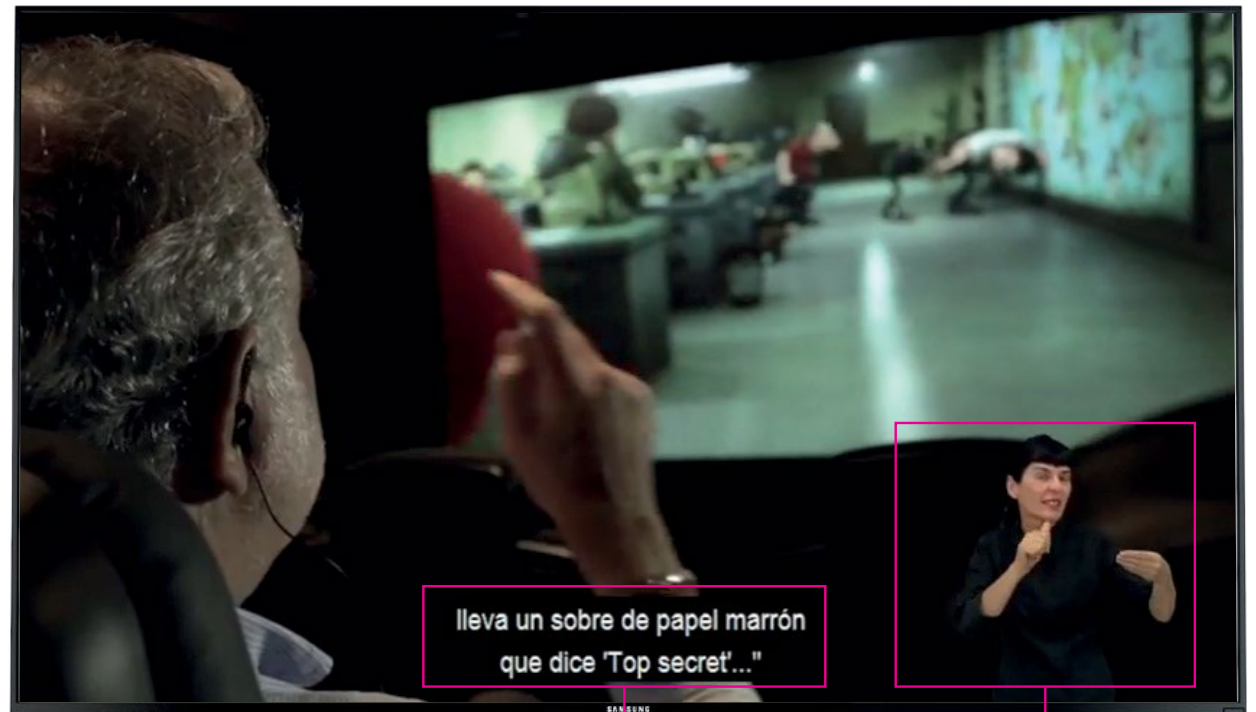 lleva un sobre de papel marrón
que dice 'Top secret'..."
SAMSUNG